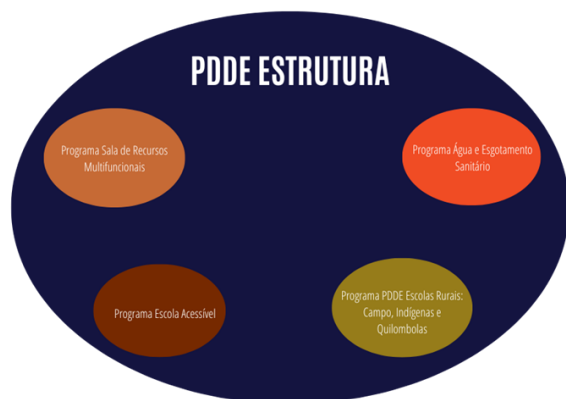 PDDE ESTRUTURA
Programa Sala de Recursos
Multifuncionais
Programa Água e Esgotamento
Sanitário
Programa Escola Acessível
Programa PDDE Escolas Rurais:
Campo, Indígenas e
Quilombolas